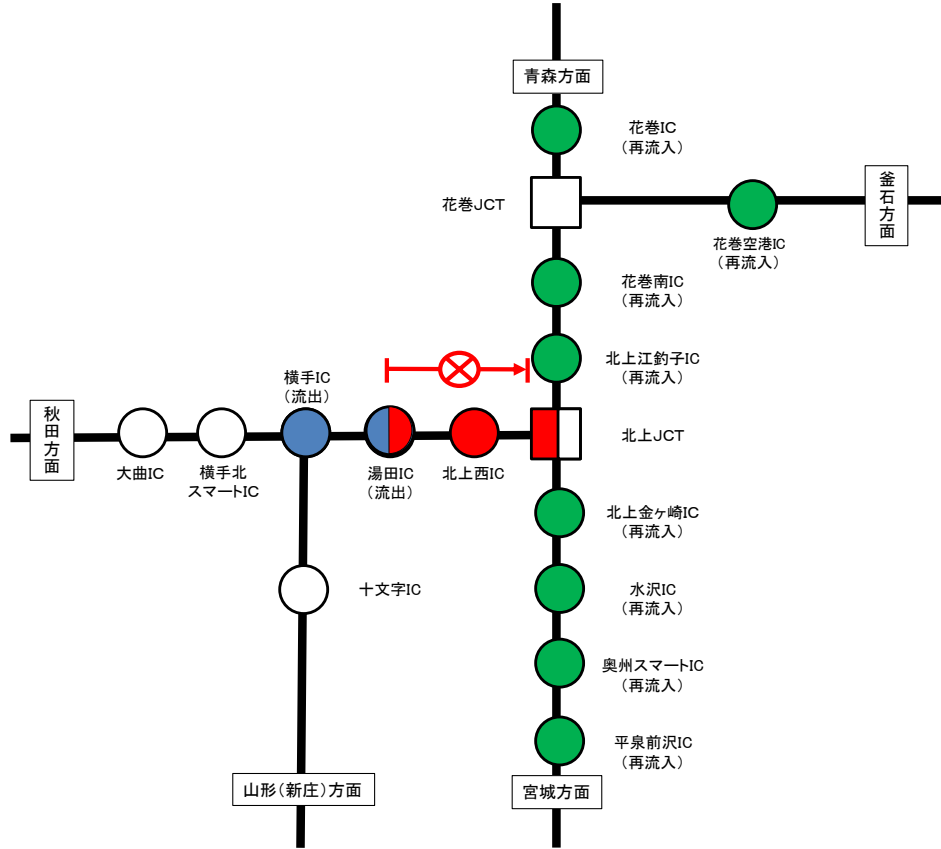 青森方面
花巻IC
(再流入)
釜石方面
花巻JCT
花巻空港IC
(再流入)
花巻南IC
(再流入)
北上江釣子IC
(再流入)
横手IC
(流出)
秋田方面
北上JCT
大曲IC
横手北
スマートIC
湯田IC
(流出)
北上西IC
北上金ヶ崎IC
(再流入)
十文字IC
水沢IC
(再流入)
奥州スマートIC
(再流入)
平泉前沢IC
(再流入)
山形(新庄)方面
宮城方面